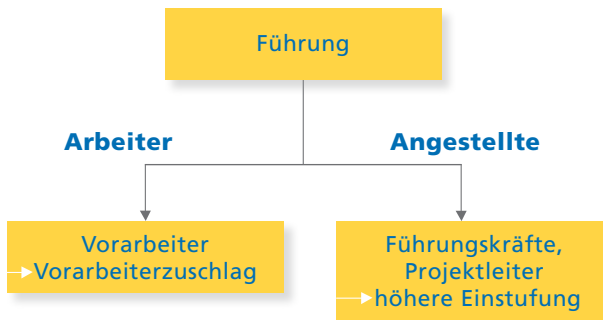 Führung
Arbeiter
Angestellte
Vorarbeiter
Vorarbeiterzuschlag
Führungskräfte,
Projektleiter
höhere Einstufung